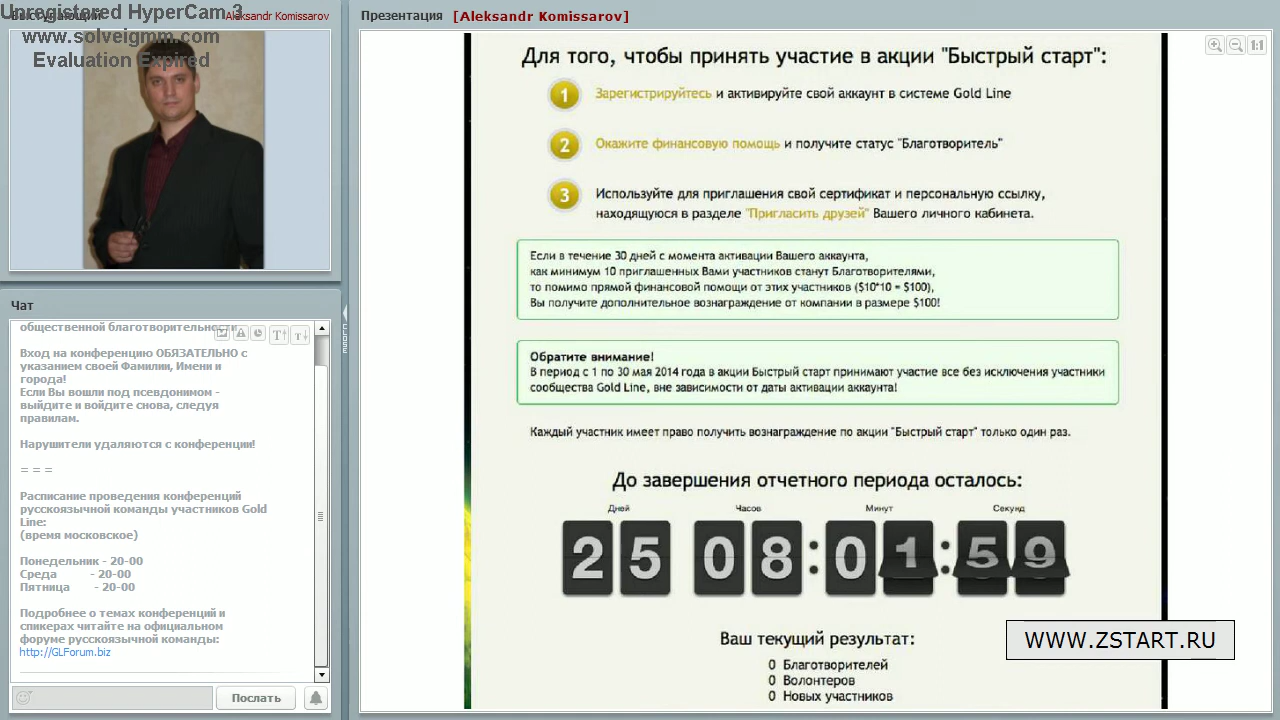 Unregistered HyperCam 3
www.solveigmm.com
Evaluation Expired
Выступающий
Aleksandr Komissarov
Чат
общественной благотворительности.
Вход на конференцию ОБЯЗАТЕЛЬНО с
указанием своей Фамилии, Имени и
города!
Если Вы вошли под псевдонимом -
выйдите и войдите снова, следуя
правилам.
Нарушители удаляются с конференции!
= = =
Расписание проведения конференций
русскоязычной команды участников Gold
Line:
(время московское)
Понедельник - 20-00
Среда - 20-00
Пятница - 20-00
Подробнее о темах конференций и
спикерах читайте на официальном
форуме русскоязычной команды:
http://GLForum.biz
Послать
Презентация [Aleksandr Komissarov]
1:1
Для того, чтобы принять участие в акции "Быстрый старт":
1 Зарегистрируйтесь и активируйте свой аккаунт в системе Gold Line
2 Окажите финансовую помощь и получите статус "Благотворитель"
3 Используйте для приглашения свой сертификат и персональную ссылку,
находящуюся в разделе "Пригласить друзей" Вашего личного кабинета.
Если в течение 30 дней с момента активации Вашего аккаунта,
как минимум 10 приглашенных Вами участников станут Благотворителями,
то помимо прямой финансовой помощи от этих участников ($10*10 = $100),
Вы получите дополнительное вознаграждение от компании в размере $100!
Обратите внимание!
В период с 1 по 30 мая 2014 года в акции Быстрый старт принимают участие все без исключения участники
сообщества Gold Line, вне зависимости от даты активации аккаунта!
Каждый участник имеет право получить вознаграждение по акции "Быстрый старт" только один раз.
До завершения отчетного периода осталось:
Дней Часов Минут Секунд
25 08:01:59
Ваш текущий результат:
0 Благотворителей
0 Волонтеров
0 Новых участников
WWW.ZSTART.RU